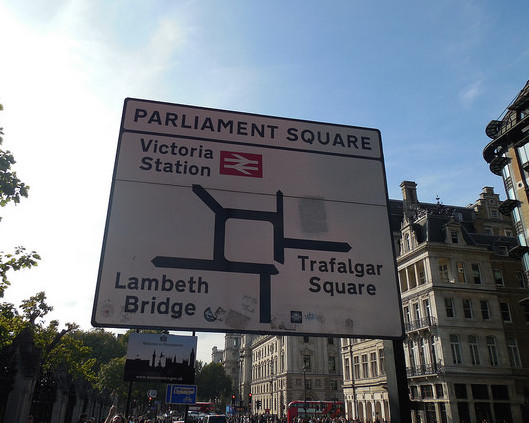 PARLIAMENT SQUARE
Victoria
Station
Trafalgar
Square
Lambeth
Bridge